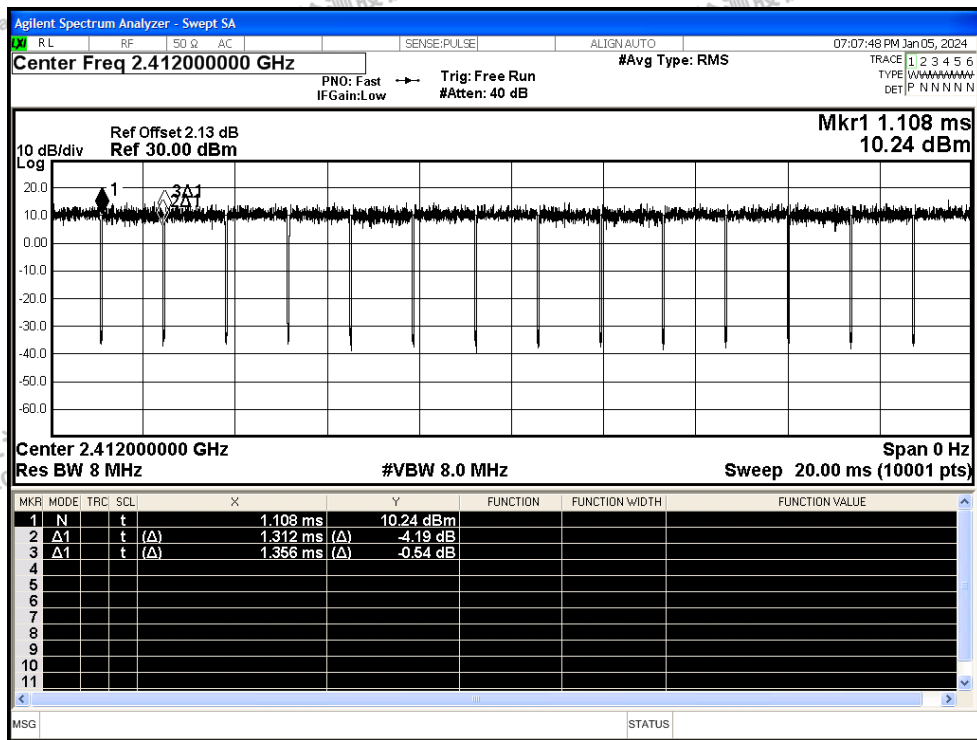 Agilent Spectrum Analyzer - Swept SA
LXI RL RF 50 Ω AC SENSE:PULSE ALIGN AUTO 07:07:48 PM Jan 05, 2024
Center Freq 2.412000000 GHz #Avg Type: RMS TRACE 1 2 3 4 5 6
PNO: Fast Trig: Free Run TYPE WWWWWW
IFGain:Low #Atten: 40 dB DET P N N N N N
Mkr1 1.108 ms
Ref Offset 2.13 dB
10 dB/div Ref 30.00 dBm 10.24 dBm
Log
20.0
1 3Δ1
2Δ1
10.0
0.00
-10.0
-20.0
-30.0
-40.0
-50.0
-60.0
Center 2.412000000 GHz Span 0 Hz
Res BW 8 MHz #VBW 8.0 MHz Sweep 20.00 ms (10001 pts)
MKR MODE TRC SCL X Y FUNCTION FUNCTION WIDTH FUNCTION VALUE
1 N t 1.108 ms 10.24 dBm
2 Δ1 t (Δ) 1.312 ms (Δ) -4.19 dB
3 Δ1 t (Δ) 1.356 ms (Δ) -0.54 dB
4
5
6
7
8
9
10
11
MSG STATUS